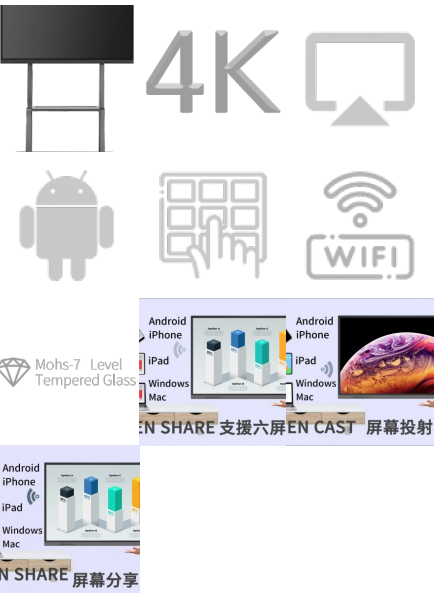 4K
WIFI
Mohs-7 Level
Tempered Glass
Android
iPhone
iPad
Windows
Mac
EN SHARE 支援六屏
Android
iPhone
iPad
Windows
Mac
EN CAST 屏幕投射
Android
iPhone
iPad
Windows
Mac
N SHARE 屏幕分享